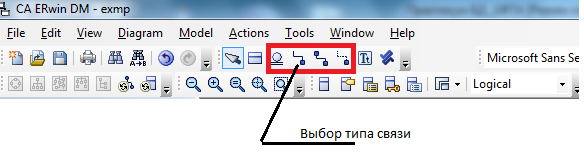 CA ERwin DM - exmp
File Edit View Diagram Model Actions Tools Window Help
Microsoft Sans Ser
Logical
Выбор типа связи